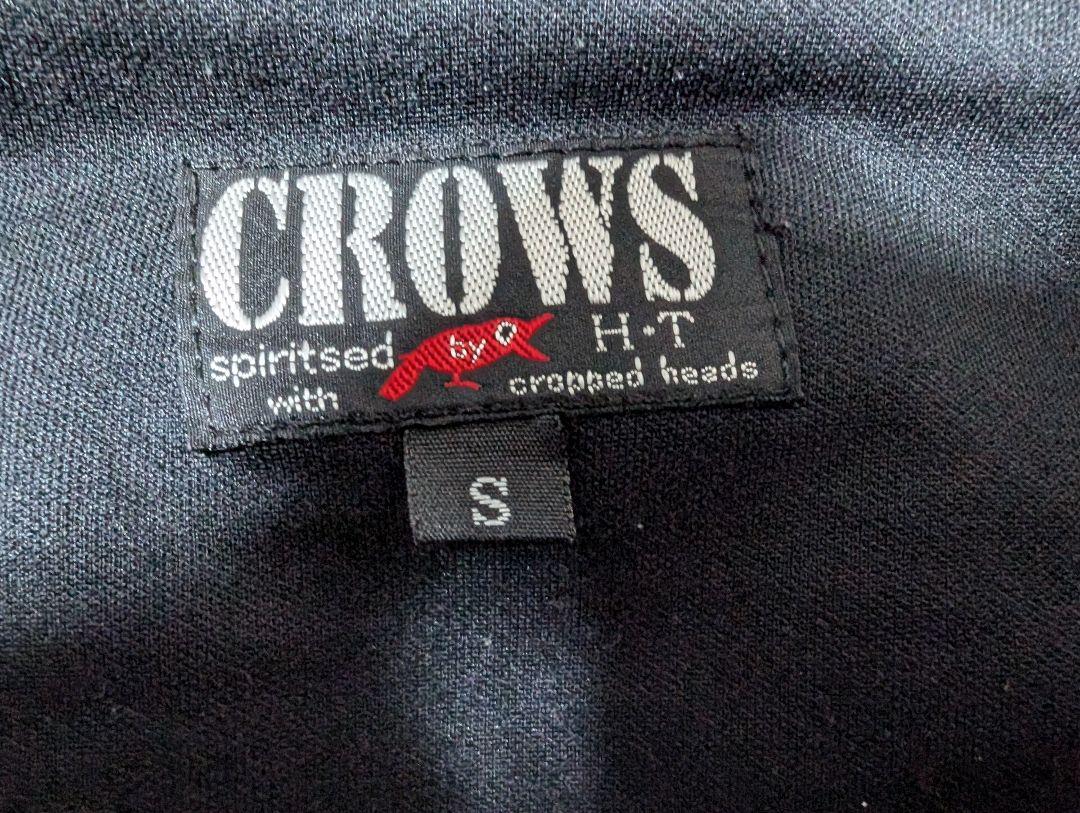 CROWS
spiritsed by H·T
with cropped heads
S